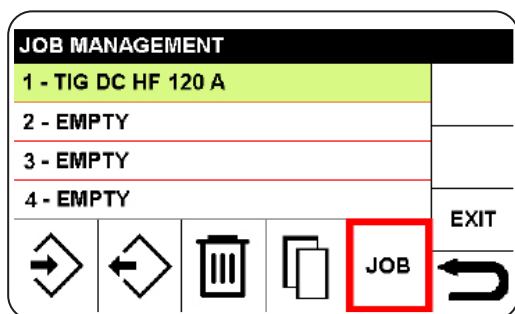 JOB MANAGEMENT
1 - TIG DC HF 120 A
2 - EMPTY
3 - EMPTY
4 - EMPTY
EXIT
JOB